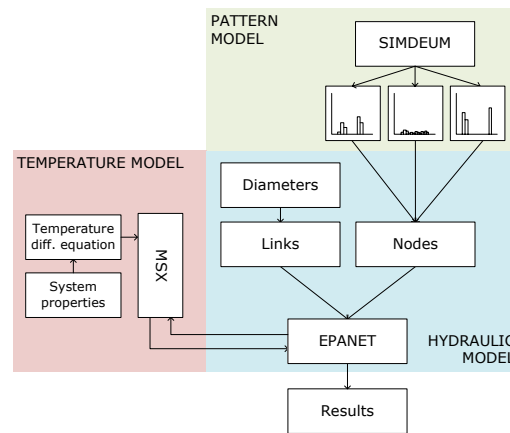 PATTERN
MODEL
SIMDEUM
TEMPERATURE MODEL
Diameters
Temperature
diff. equation
MSX
Links
Nodes
System
properties
EPANET
HYDRAULIC
MODEL
Results